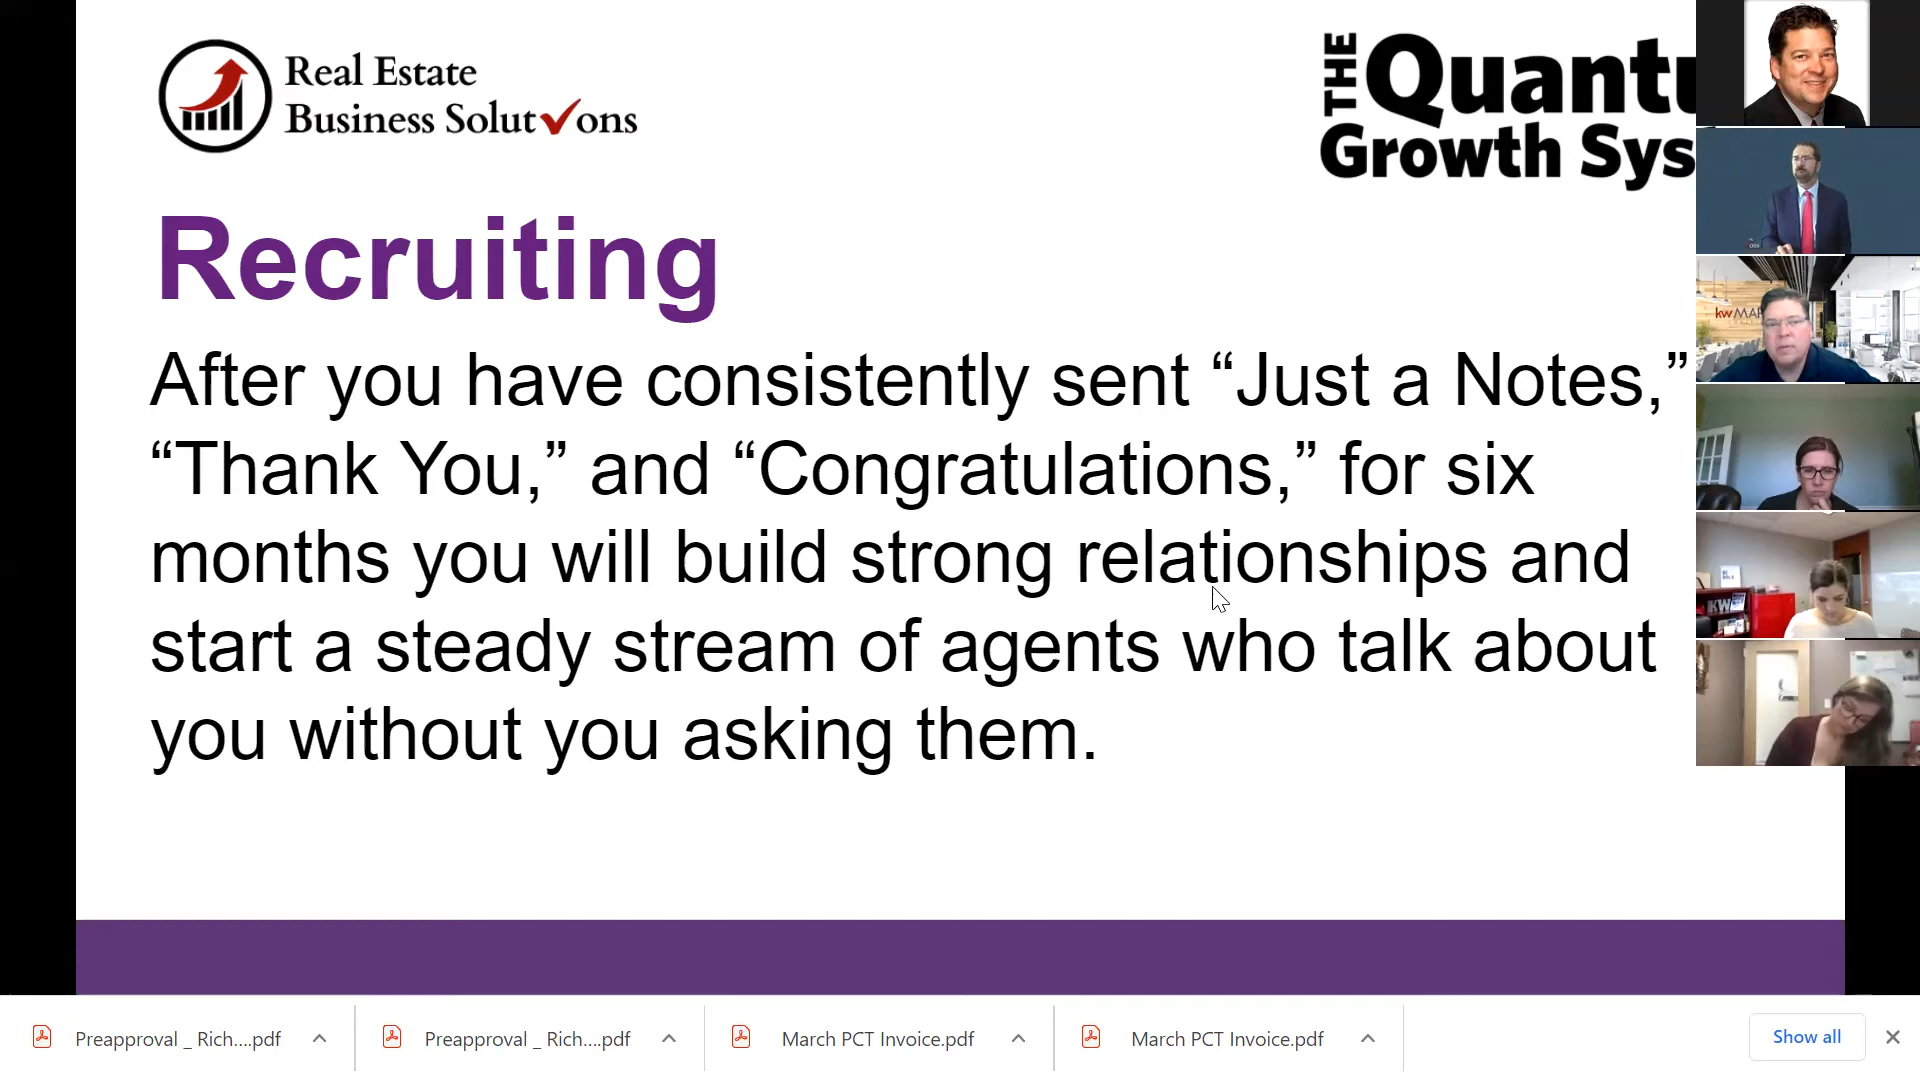 Real Estate
Business Solutions
THE
Quantu
Growth Sys
Recruiting
After you have consistently sent “Just a Notes,”
“Thank You,” and “Congratulations,” for six
months you will build strong relationships and
start a steady stream of agents who talk about
you without you asking them.
kwMAP
KW
Preapproval _ Rich....pdf
Preapproval _ Rich....pdf
March PCT Invoice.pdf
March PCT Invoice.pdf
Show all